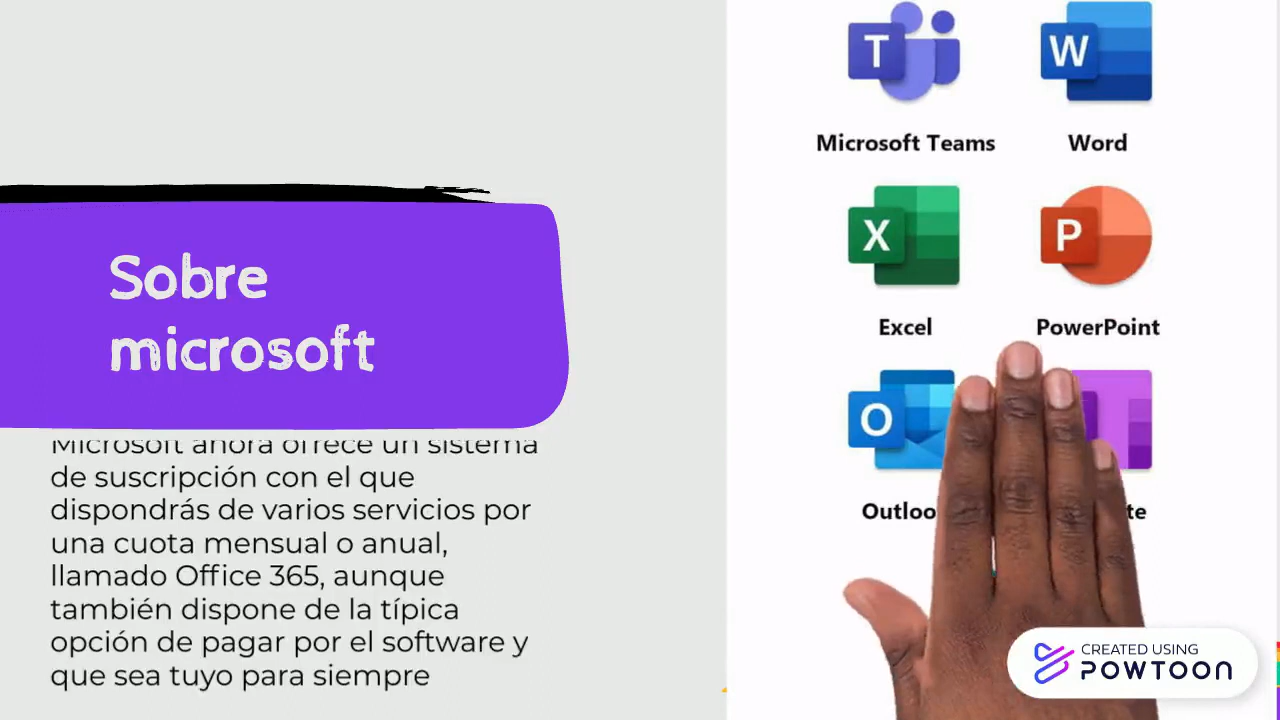 Sobre
microsoft
Microsoft ahora ofrece un sistema
de suscripción con el que
dispondrás de varios servicios por
una cuota mensual o anual,
llamado Office 365, aunque
también dispone de la típica
opción de pagar por el software y
que sea tuyo para siempre
T
W
Microsoft Teams
Word
X
P
Excel
PowerPoint
O
CREATED USING
POWTOON